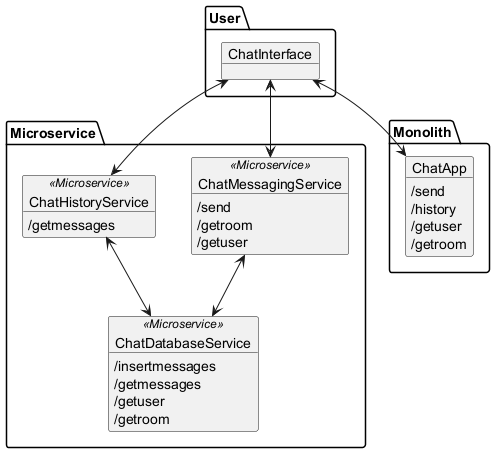 User
ChatInterface
Microservice
Monolith
«Microservice»
ChatHistoryService
/getmessages
«Microservice»
ChatMessagingService
/send
/getroom
/getuser
ChatApp
/send
/history
/getuser
/getroom
«Microservice»
ChatDatabaseService
/insertmessages
/getmessages
/getuser
/getroom